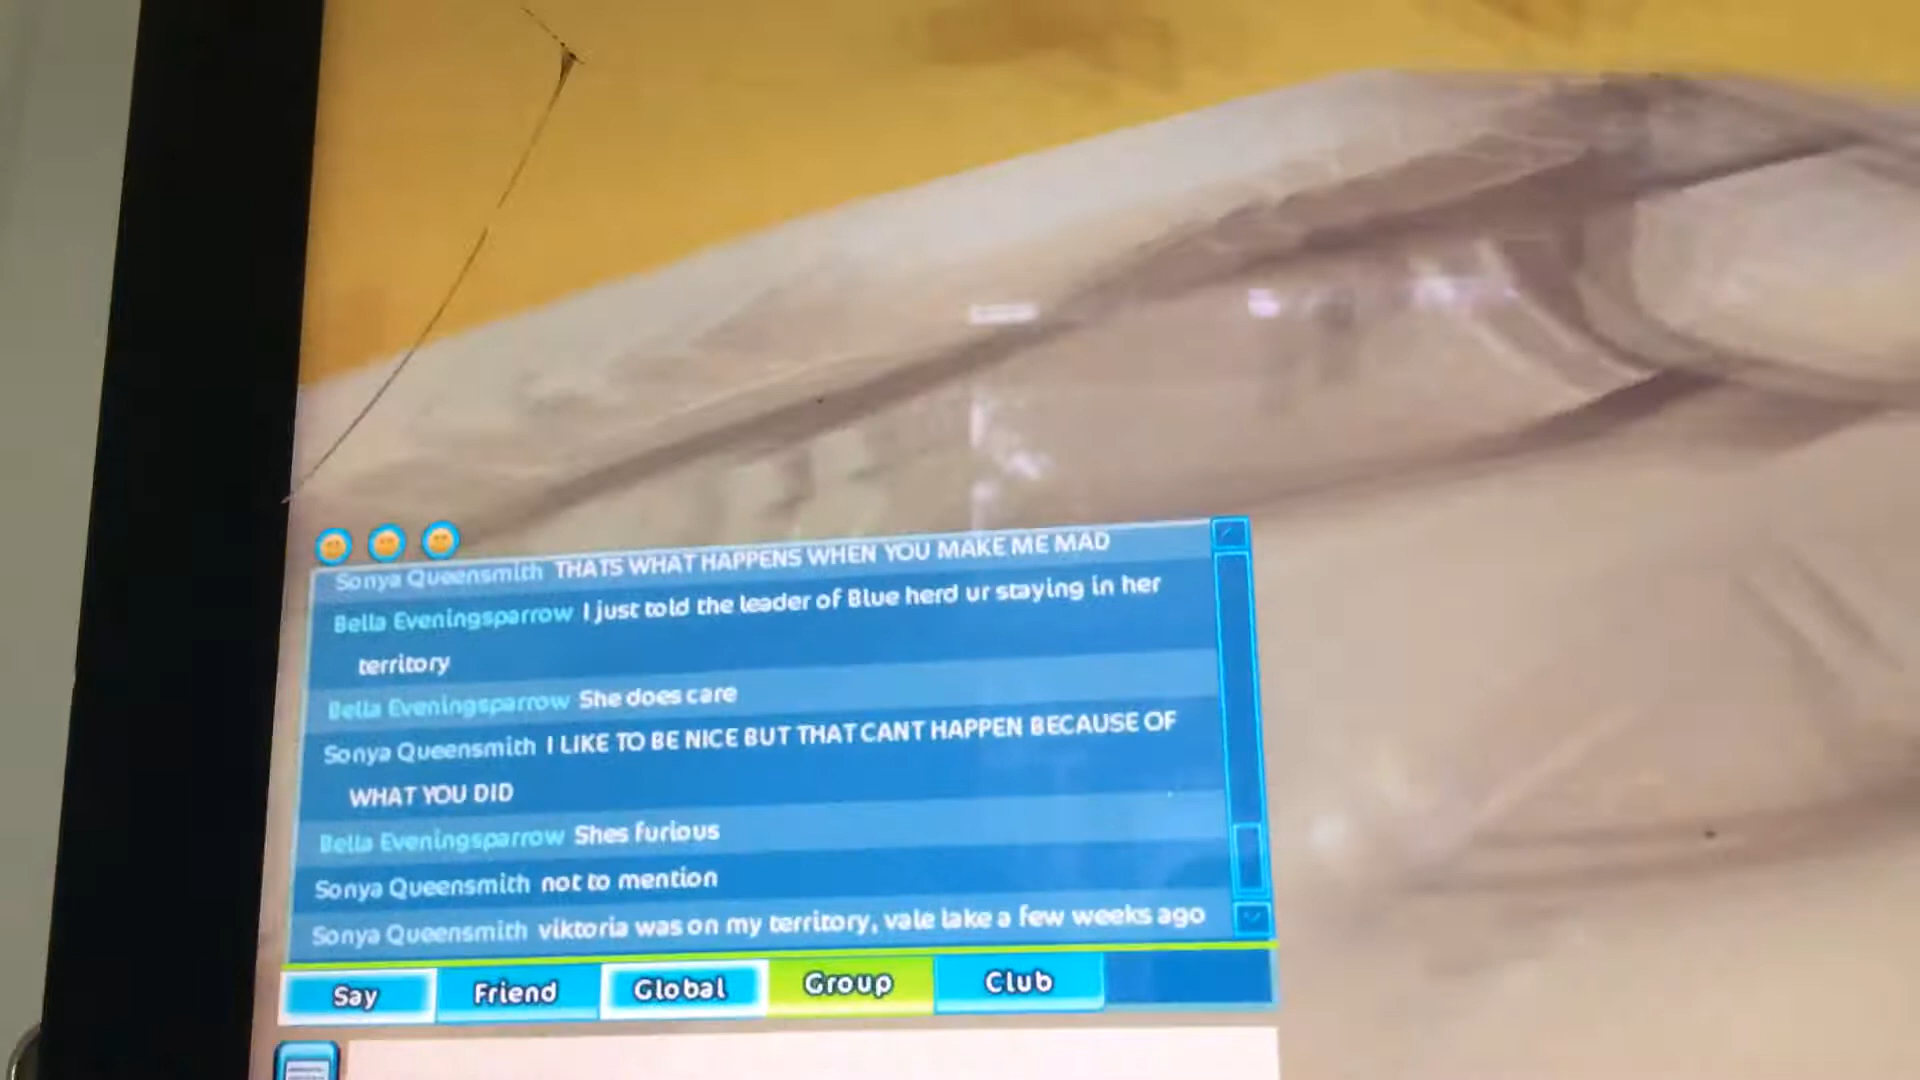 Sonya Queensmith THATS WHAT HAPPENS WHEN YOU MAKE ME MAD
Bella Eveningsparrow I just told the leader of Blue herd ur staying in her
territory
Bella Eveningsparrow She does care
Sonya Queensmith I LIKE TO BE NICE BUT THAT CANT HAPPEN BECAUSE OF
WHAT YOU DID
Bella Eveningsparrow Shes furious
Sonya Queensmith not to mention
Sonya Queensmith viktoria was on my territory, vale lake a few weeks ago
Say Friend Global Group Club